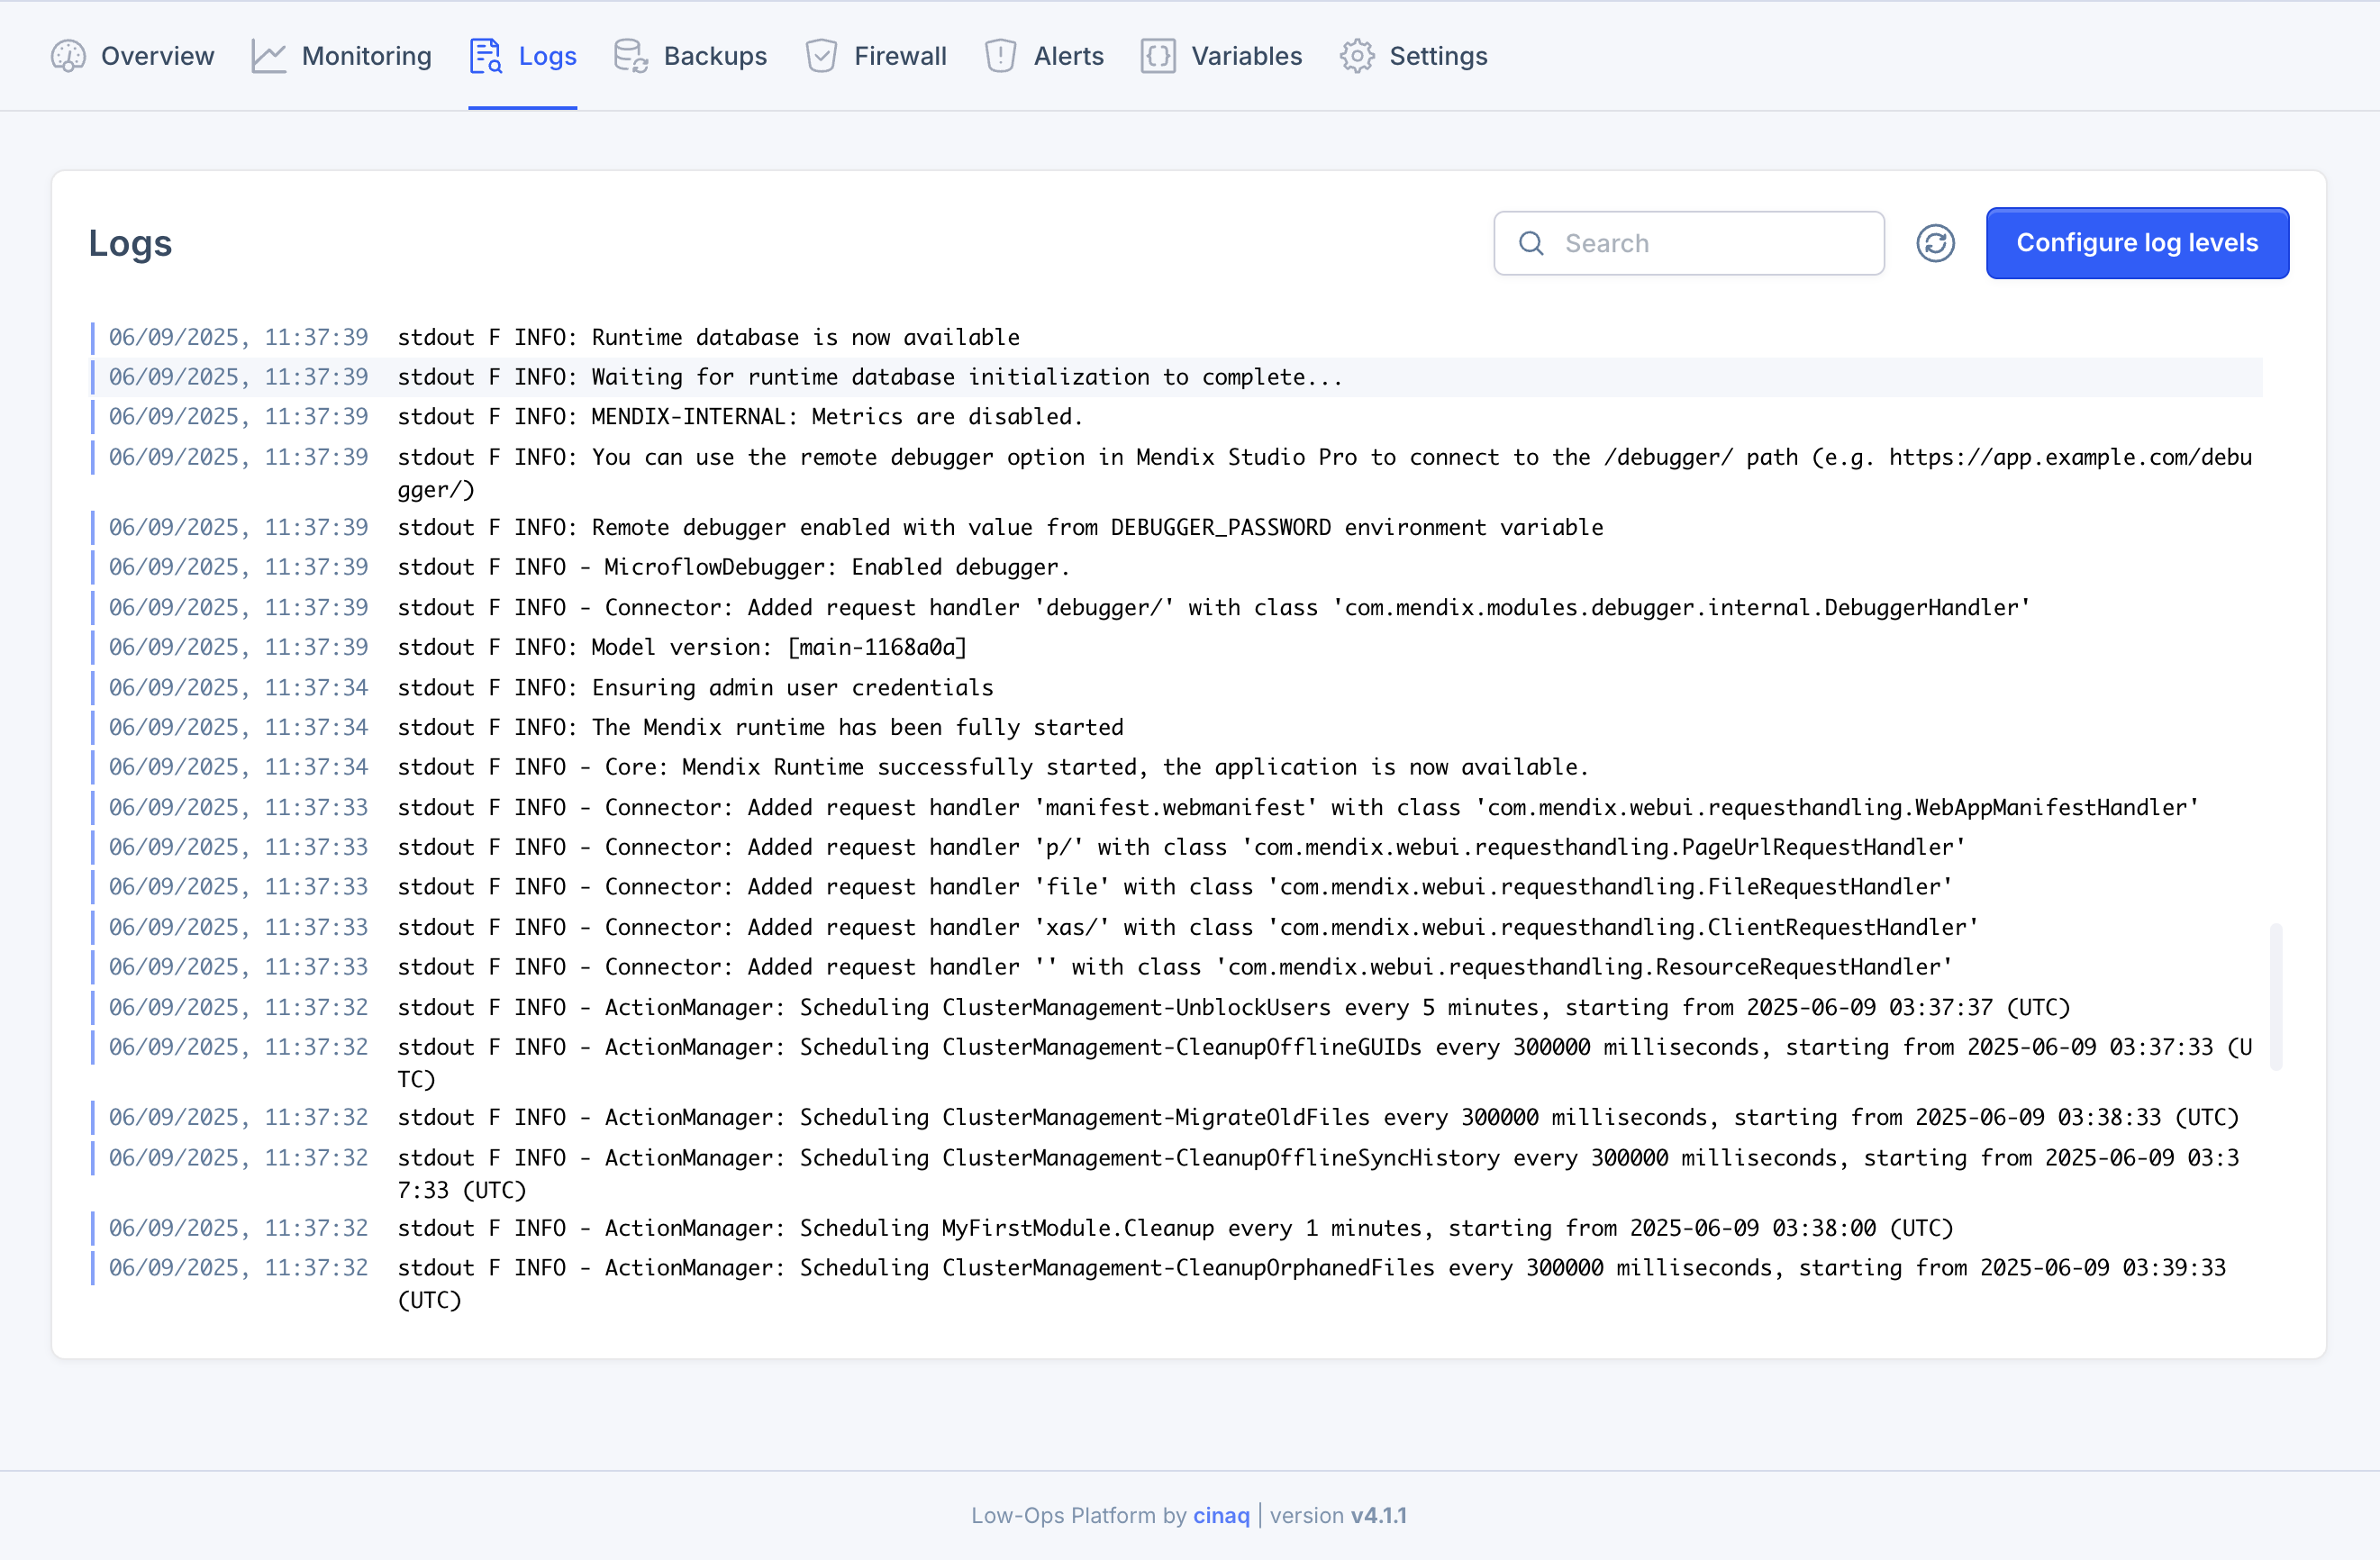 Overview Monitoring Logs Backups Firewall Alerts Variables Settings
Logs Search Configure log levels
06/09/2025, 11:37:39 stdout F INFO: Runtime database is now available
06/09/2025, 11:37:39 stdout F INFO: Waiting for runtime database initialization to complete...
06/09/2025, 11:37:39 stdout F INFO: MENDIX-INTERNAL: Metrics are disabled.
06/09/2025, 11:37:39 stdout F INFO: You can use the remote debugger option in Mendix Studio Pro to connect to the /debugger/ path (e.g. https://app.example.com/debu
gger/)
06/09/2025, 11:37:39 stdout F INFO: Remote debugger enabled with value from DEBUGGER_PASSWORD environment variable
06/09/2025, 11:37:39 stdout F INFO - MicroflowDebugger: Enabled debugger.
06/09/2025, 11:37:39 stdout F INFO - Connector: Added request handler 'debugger/' with class 'com.mendix.modules.debugger.internal.DebuggerHandler'
06/09/2025, 11:37:39 stdout F INFO: Model version: [main-1168a0a]
06/09/2025, 11:37:34 stdout F INFO: Ensuring admin user credentials
06/09/2025, 11:37:34 stdout F INFO: The Mendix runtime has been fully started
06/09/2025, 11:37:34 stdout F INFO - Core: Mendix Runtime successfully started, the application is now available.
06/09/2025, 11:37:33 stdout F INFO - Connector: Added request handler 'manifest.webmanifest' with class 'com.mendix.webui.requesthandling.WebAppManifestHandler'
06/09/2025, 11:37:33 stdout F INFO - Connector: Added request handler 'p/' with class 'com.mendix.webui.requesthandling.PageUrlRequestHandler'
06/09/2025, 11:37:33 stdout F INFO - Connector: Added request handler 'file' with class 'com.mendix.webui.requesthandling.FileRequestHandler'
06/09/2025, 11:37:33 stdout F INFO - Connector: Added request handler 'xas/' with class 'com.mendix.webui.requesthandling.ClientRequestHandler'
06/09/2025, 11:37:33 stdout F INFO - Connector: Added request handler '' with class 'com.mendix.webui.requesthandling.ResourceRequestHandler'
06/09/2025, 11:37:32 stdout F INFO - ActionManager: Scheduling ClusterManagement-UnblockUsers every 5 minutes, starting from 2025-06-09 03:37:37 (UTC)
06/09/2025, 11:37:32 stdout F INFO - ActionManager: Scheduling ClusterManagement-CleanupOfflineGUIDs every 300000 milliseconds, starting from 2025-06-09 03:37:33 (U
TC)
06/09/2025, 11:37:32 stdout F INFO - ActionManager: Scheduling ClusterManagement-MigrateOldFiles every 300000 milliseconds, starting from 2025-06-09 03:38:33 (UTC)
06/09/2025, 11:37:32 stdout F INFO - ActionManager: Scheduling ClusterManagement-CleanupOfflineSyncHistory every 300000 milliseconds, starting from 2025-06-09 03:3
7:33 (UTC)
06/09/2025, 11:37:32 stdout F INFO - ActionManager: Scheduling MyFirstModule.Cleanup every 1 minutes, starting from 2025-06-09 03:38:00 (UTC)
06/09/2025, 11:37:32 stdout F INFO - ActionManager: Scheduling ClusterManagement-CleanupOrphanedFiles every 300000 milliseconds, starting from 2025-06-09 03:39:33
(UTC)
Low-Ops Platform by cinaq | version v4.1.1